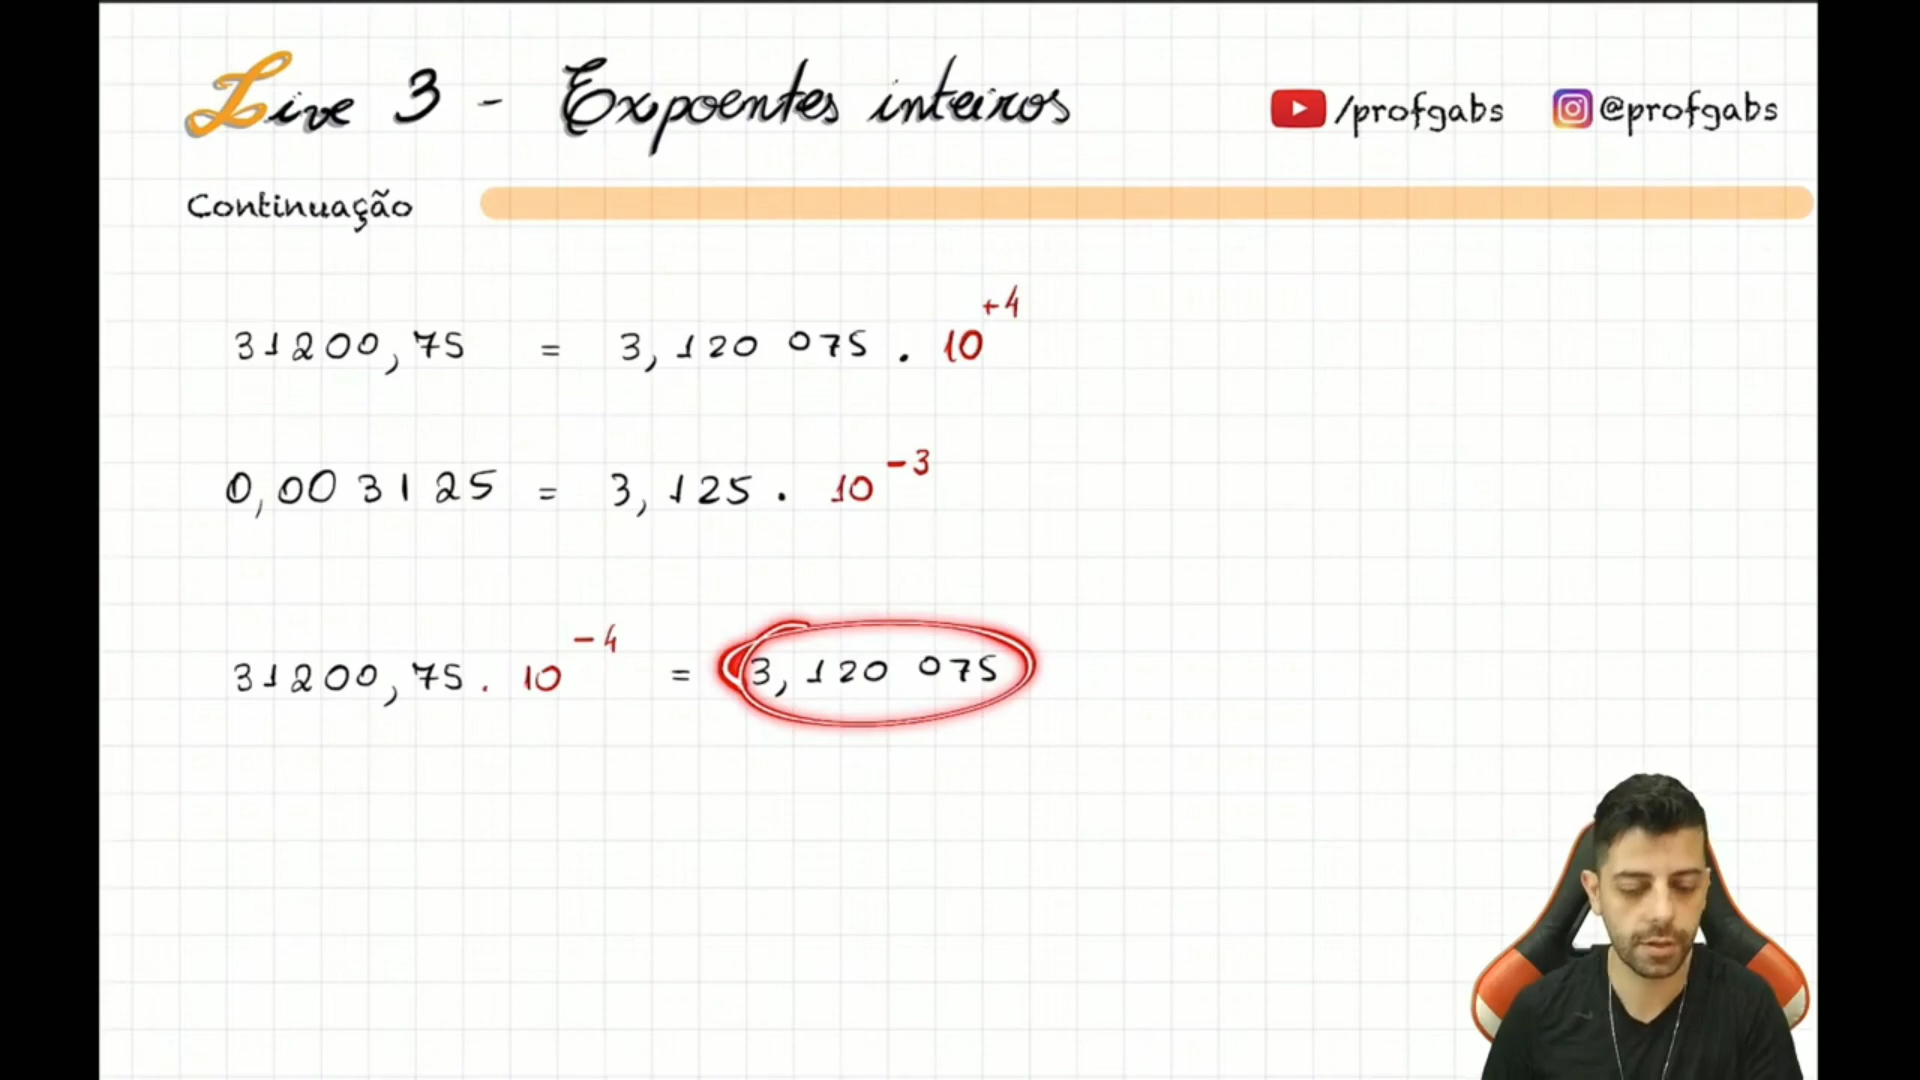 Live 3 - Expoentes inteiros
/profgabs @profgabs
Continuação
31200,75 = 3,120 075 . 10^+4
0,003125 = 3,125 . 10^-3
31200,75 . 10^-4 = 3,120 075